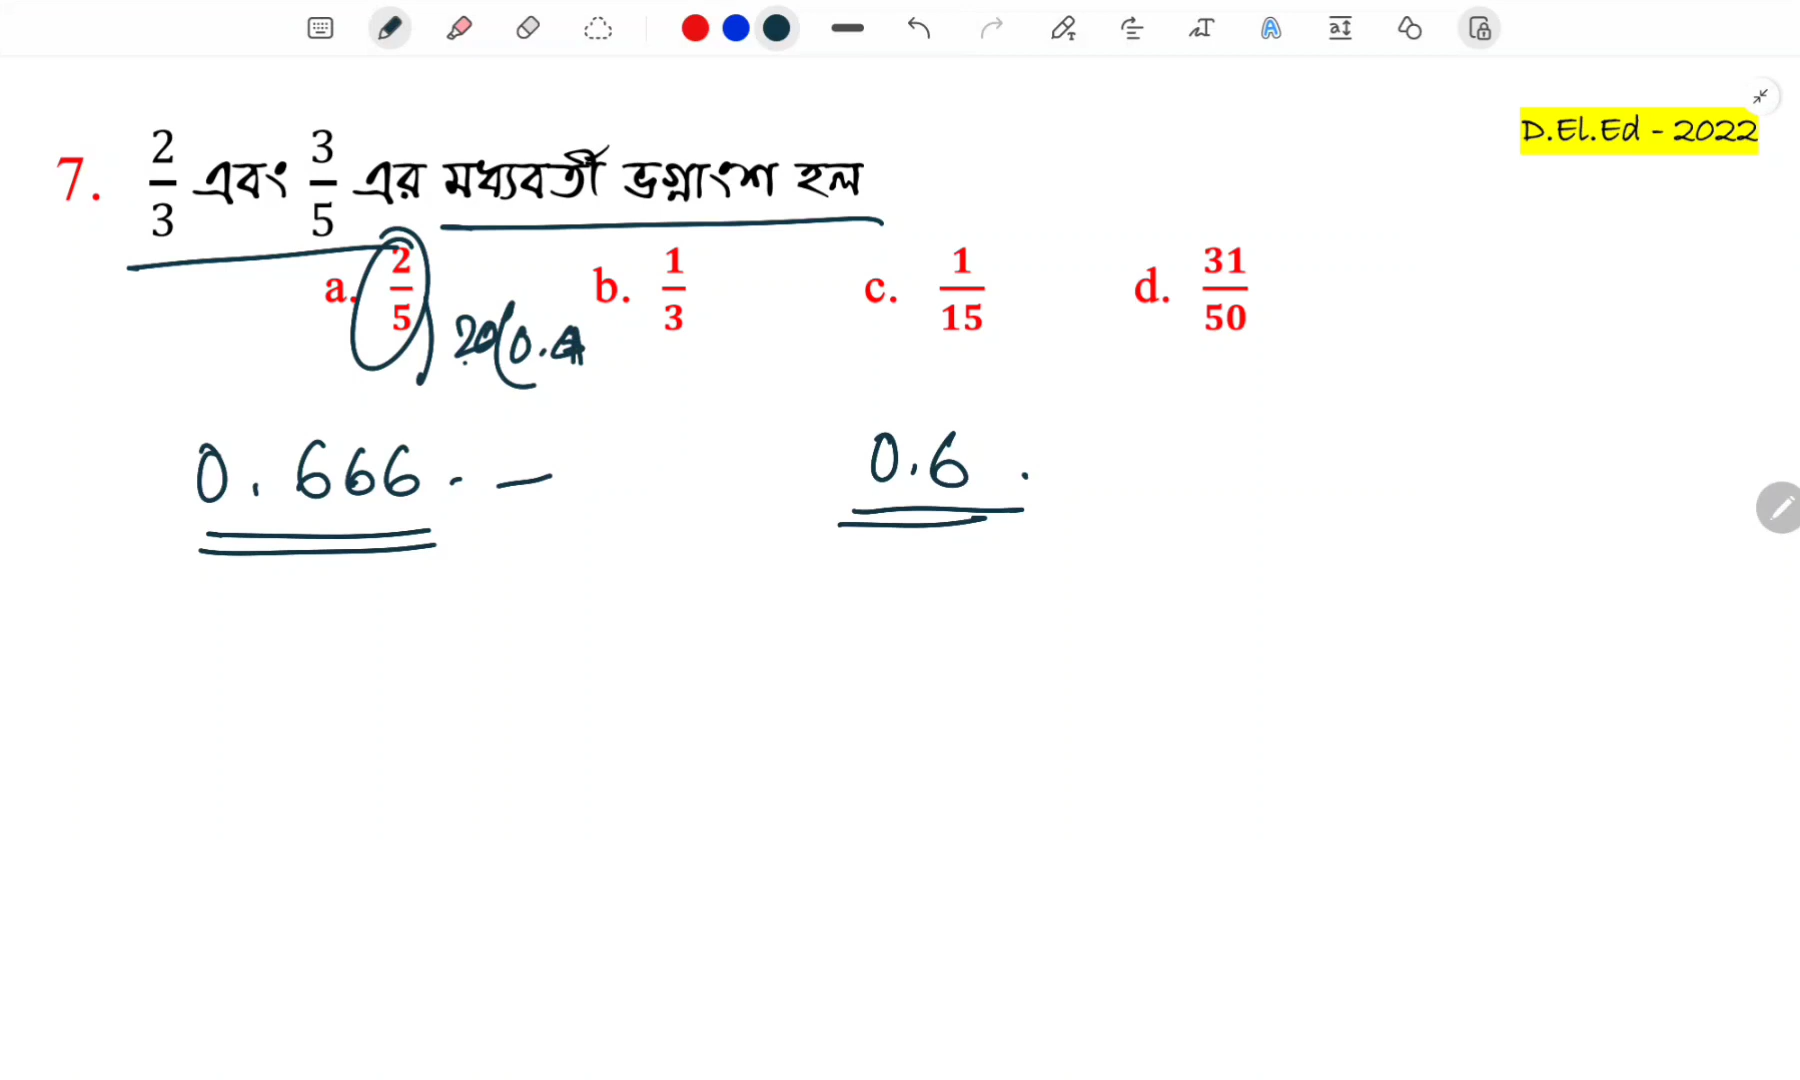 D.El.Ed - 2022
7. 2/3 এবং 3/5 এর মধ্যবর্তী ভগ্নাংশ হল
a. 2/5 b. 1/3 c. 1/15 d. 31/50
20(0.4
0.666.- 0.6.